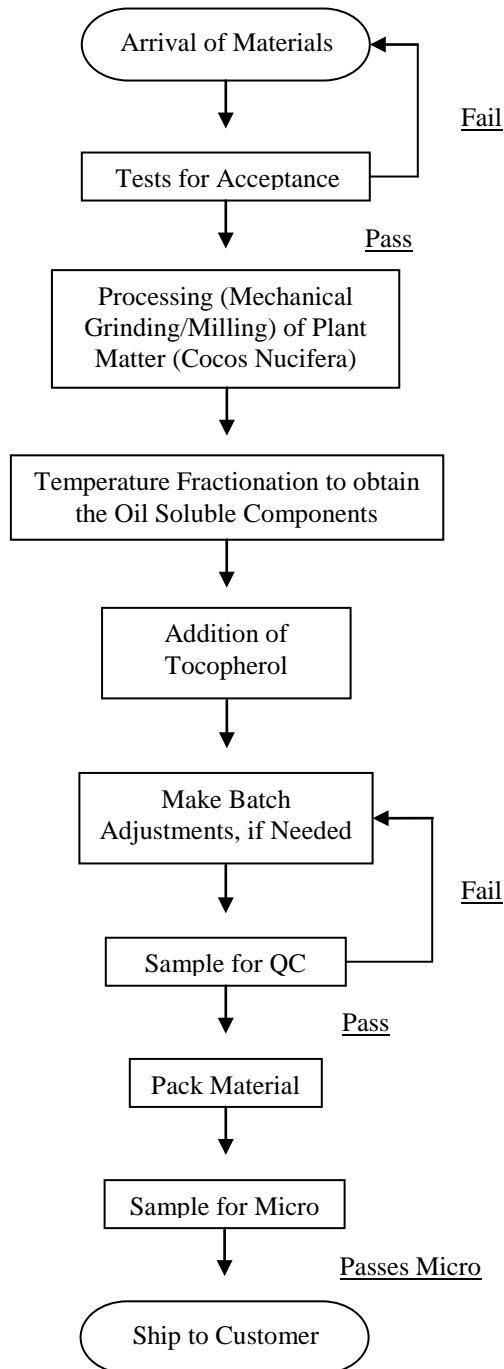 Arrival of Materials
Fail
Tests for Acceptance
Pass
Processing (Mechanical
Grinding/Milling) of Plant
Matter (Cocos Nucifera)
Temperature Fractionation to obtain
the Oil Soluble Components
Addition of
Tocopherol
Make Batch
Adjustments, if Needed
Fail
Sample for QC
Pass
Pack Material
Sample for Micro
Passes Micro
Ship to Customer